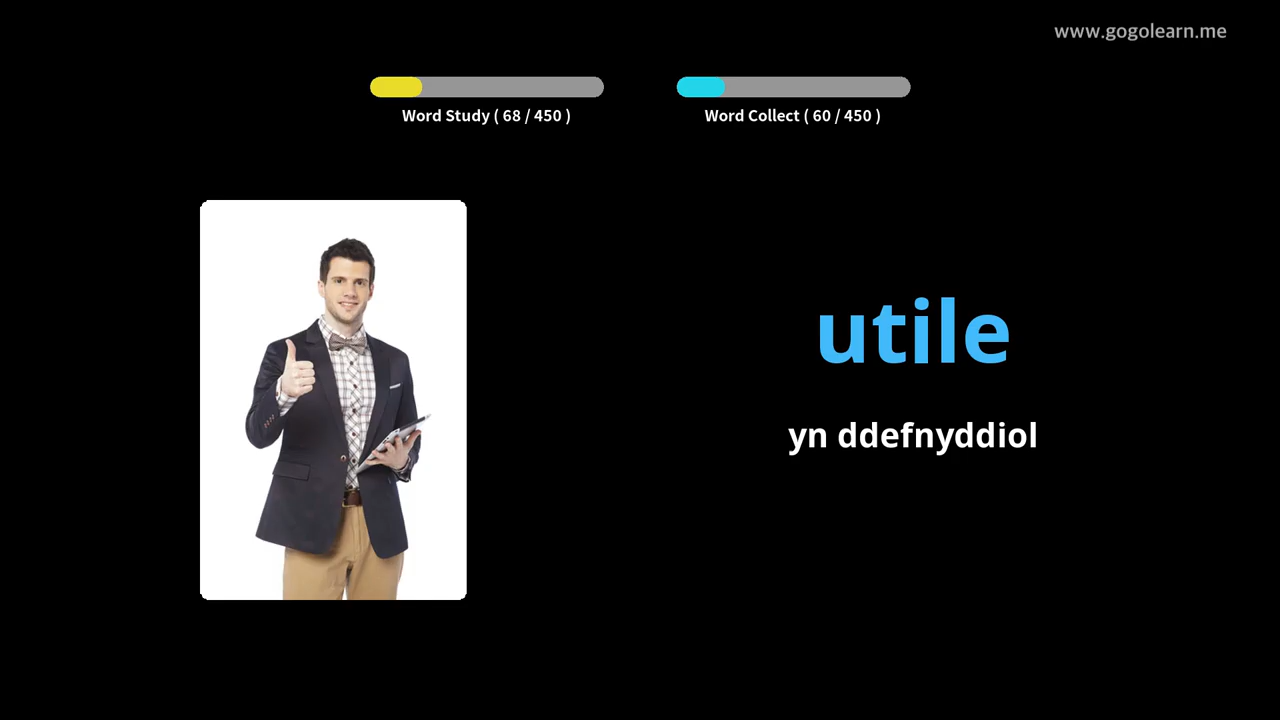 www.gogolearn.me
Word Study ( 68 / 450 )
Word Collect ( 60 / 450 )
utile
yn ddefnyddiol